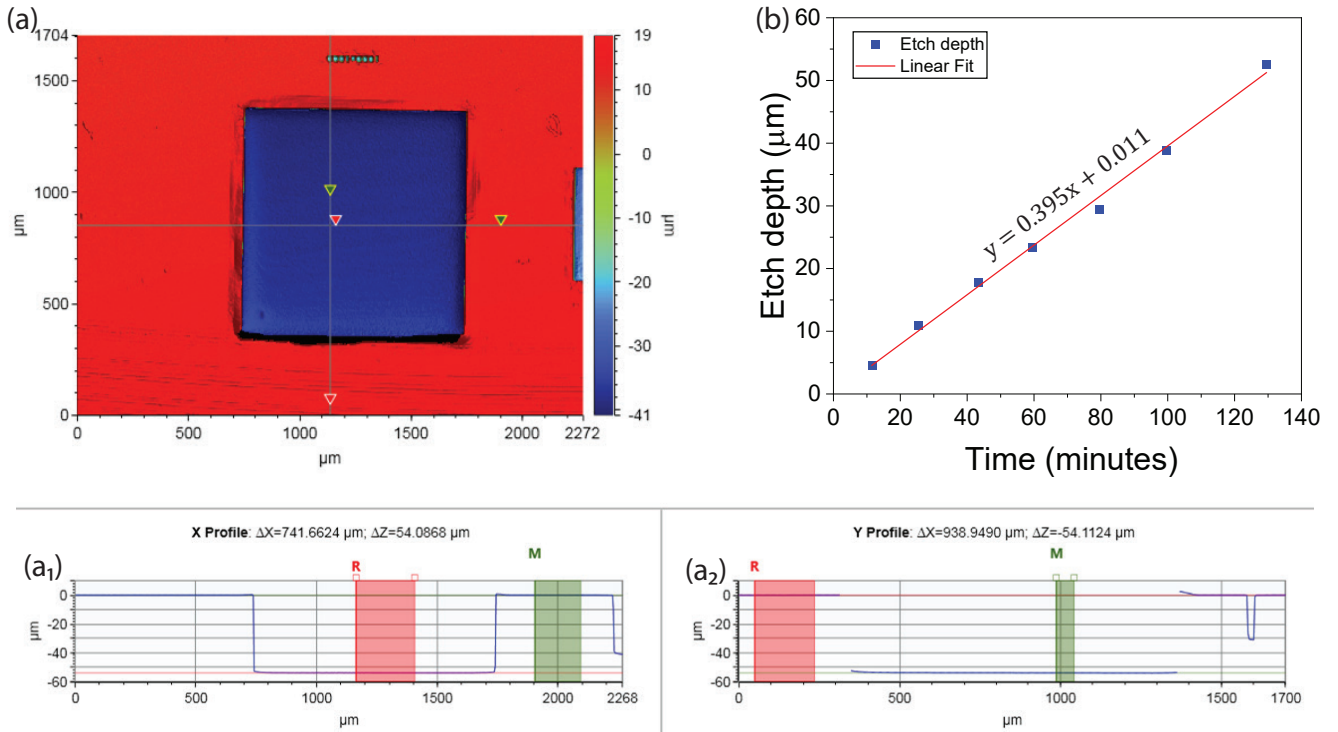 (a)
1704
1500
1000
500
0
µm
0 500 1000 1500 2000 2272
µm
19
10
0
-10
-20
-30
-41
µm
(b)
60
50
40
30
20
10
0
Etch depth (µm)
Etch depth
Linear Fit
y = 0.395x + 0.011
0 20 40 60 80 100 120 140
Time (minutes)
X Profile: ΔX=741.6624 µm; ΔZ=54.0868 µm
(a₁)
R
M
10
0
-20
-40
-60
µm
0 500 1000 1500 2000 2268
µm
Y Profile: ΔX=938.9490 µm; ΔZ=-54.1124 µm
(a₂)
R
M
10
0
-20
-40
-60
µm
0 500 1000 1500 1700
µm